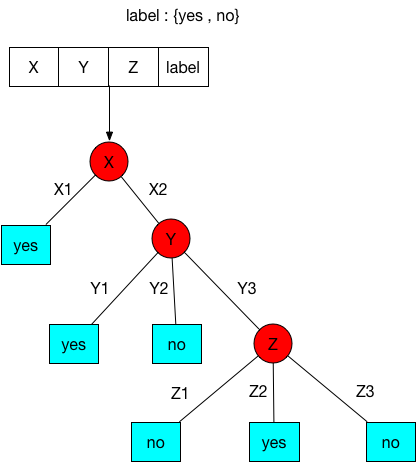 label : {yes , no}
X Y Z label
X
X1 X2
yes
Y
Y1 Y2 Y3
yes no
Z
Z1 Z2 Z3
no yes no